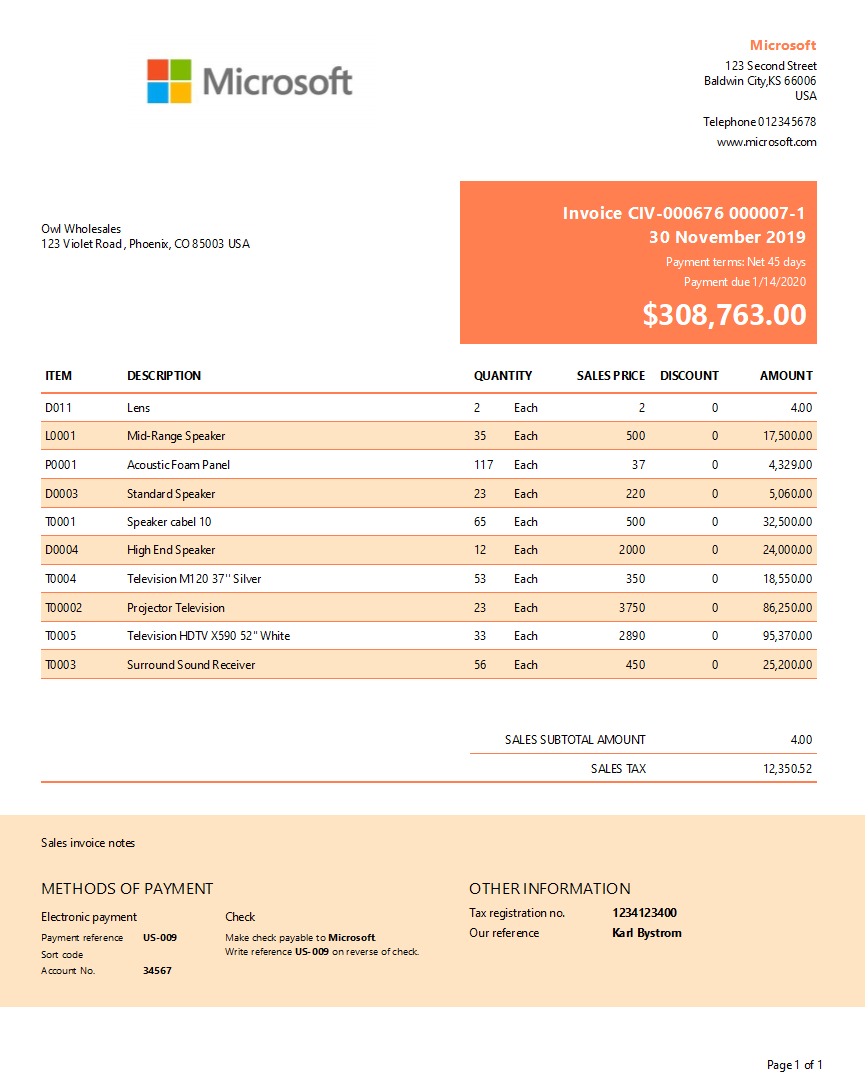 Microsoft
Microsoft
123 Second Street
Baldwin City,KS 66006
USA
Telephone 012345678
www.microsoft.com
Owl Wholesales
123 Violet Road , Phoenix, CO 85003 USA
Invoice CIV-000676 000007-1
30 November 2019
Payment terms: Net 45 days
Payment due 1/14/2020
$308,763.00
ITEM DESCRIPTION QUANTITY SALES PRICE DISCOUNT AMOUNT
D011 Lens 2 Each 2 0 4.00
L0001 Mid-Range Speaker 35 Each 500 0 17,500.00
P0001 Acoustic Foam Panel 117 Each 37 0 4,329.00
D0003 Standard Speaker 23 Each 220 0 5,060.00
T0001 Speaker cabel 10 65 Each 500 0 32,500.00
D0004 High End Speaker 12 Each 2000 0 24,000.00
T0004 Television M120 37'' Silver 53 Each 350 0 18,550.00
T00002 Projector Television 23 Each 3750 0 86,250.00
T0005 Television HDTV X590 52" White 33 Each 2890 0 95,370.00
T0003 Surround Sound Receiver 56 Each 450 0 25,200.00
SALES SUBTOTAL AMOUNT 4.00
SALES TAX 12,350.52
Sales invoice notes
METHODS OF PAYMENT
Electronic payment
Payment reference US-009
Sort code
Account No. 34567
Check
Make check payable to Microsoft
Write reference US-009 on reverse of check.
OTHER INFORMATION
Tax registration no. 1234123400
Our reference Karl Bystrom
Page 1 of 1